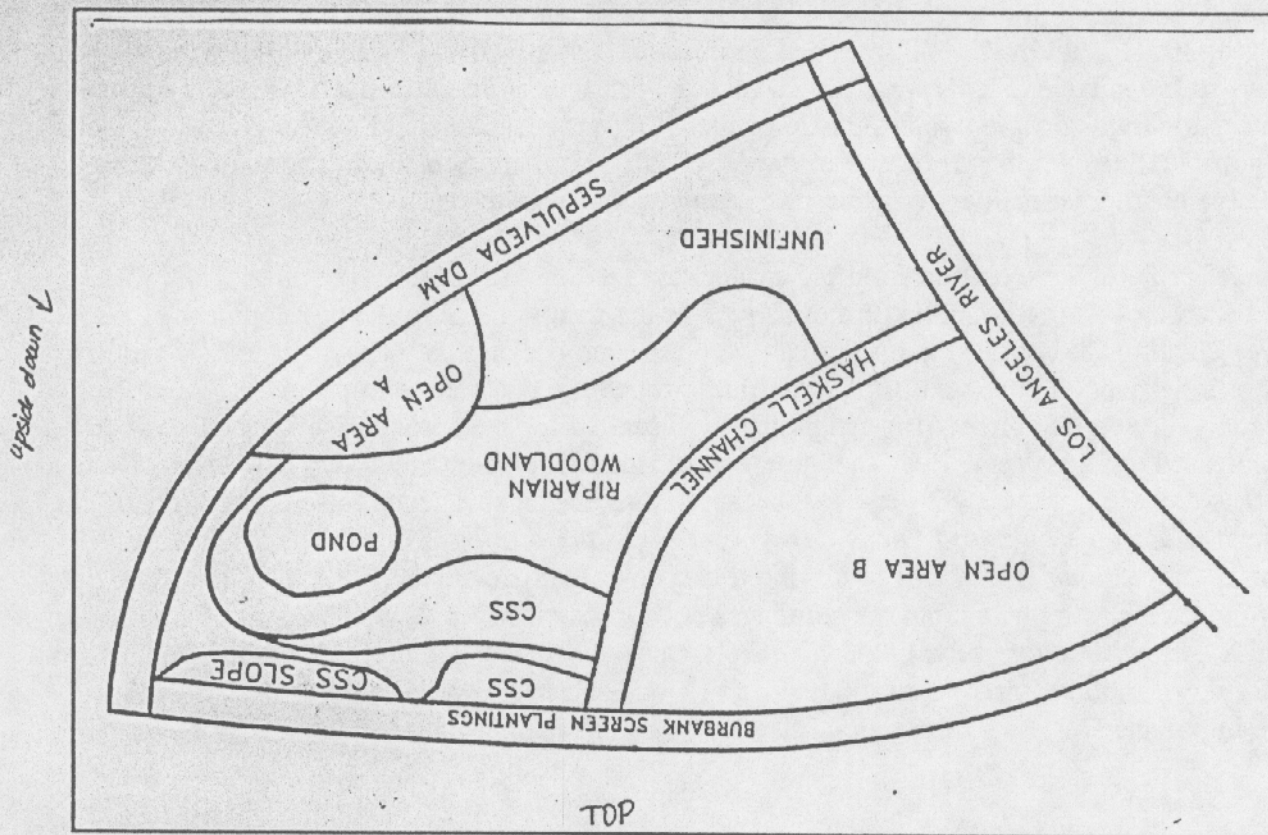 upside down
SEPULVEDA DAM
UNFINISHED
LOS ANGELES RIVER
OPEN AREA
A
HASKELL CHANNEL
RIPARIAN
WOODLAND
POND
OPEN AREA B
CSS
CSS SLOPE
CSS
BURBANK SCREEN PLANTINGS
TOP